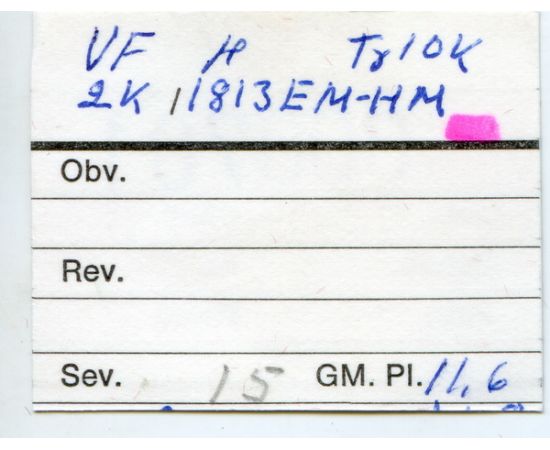 VF H Tr10K
2K 1813EM-HM
Obv.
Rev.
Sev. 15 GM. Pl. 11,6